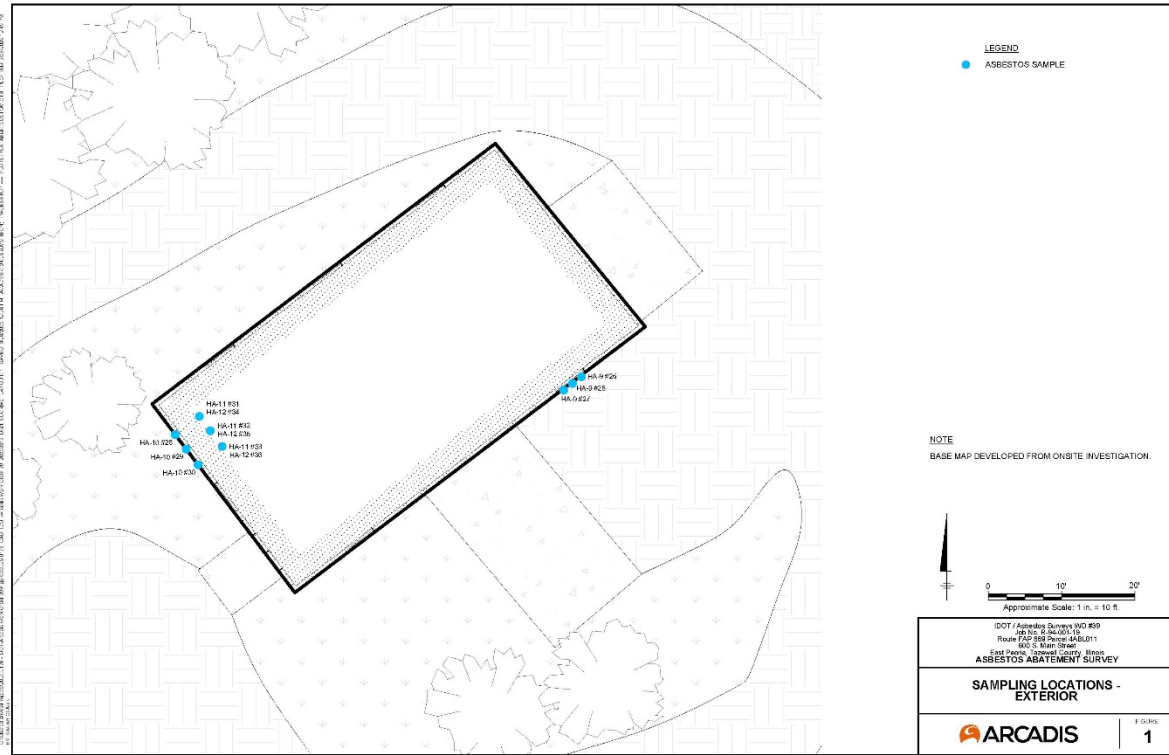 LEGEND
ASBESTOS SAMPLE
HA-9 #25
HA-9 #26
HA-9 #27
HA-11 #31
HA-12 #34
HA-11 #32
HA-12 #35
HA-11 #33
HA-12 #36
HA-10 #28
HA-10 #29
HA-10 #30
NOTE
BASE MAP DEVELOPED FROM ONSITE INVESTIGATION.
0 10' 20'
Approximate Scale: 1 in. = 10 ft.
IDOT / Asbestos Surveys WO #39
Job No. R-94-001-19
Route FAP 669 Parcel 4ABL011
600 S. Main Street
East Peoria, Tazewell County, Illinois
ASBESTOS ABATEMENT SURVEY
SAMPLING LOCATIONS -
EXTERIOR
ARCADIS
FIGURE
1